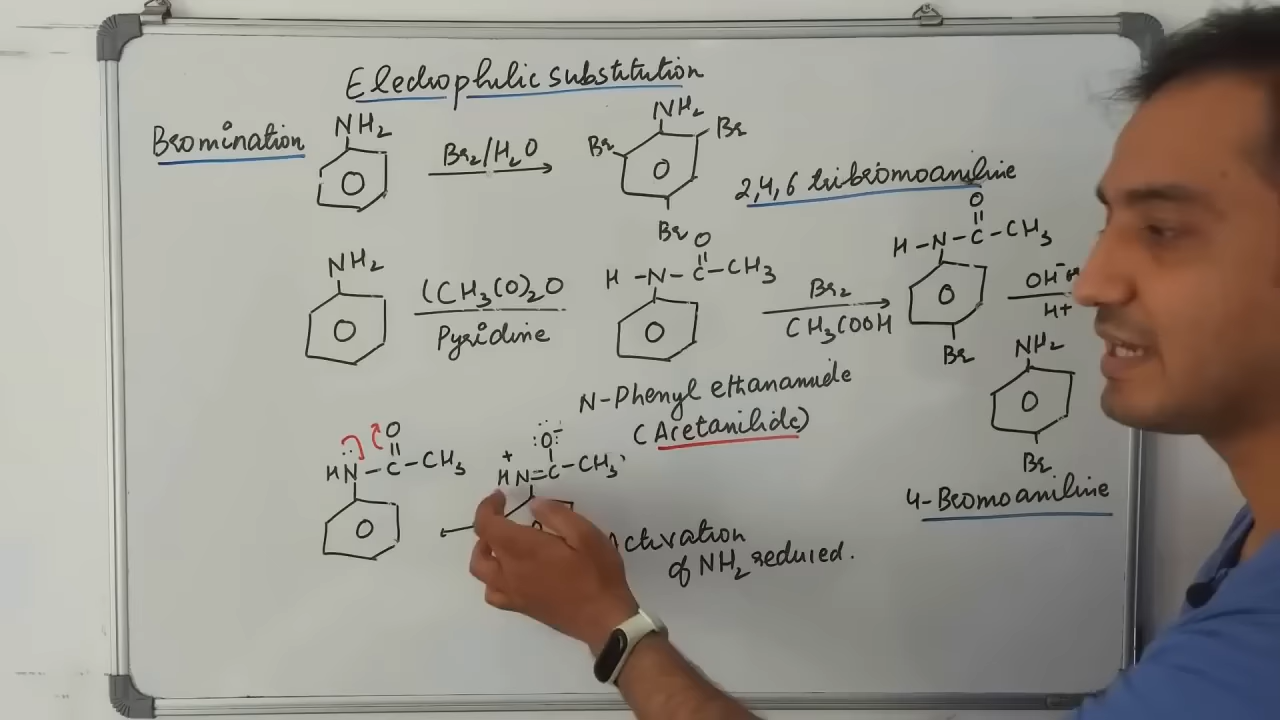 Electrophilic substitution
Bromination
NH2
Br2/H2O
NH2
Br
Br
Br
2,4,6 tribromoaniline
NH2
(CH3CO)2O
Pyridine
O
H-N-C-CH3
Br2
CH3COOH
O
H-N-C-CH3
Br
OH-
H+
N-Phenyl ethanamide
(Acetanilide)
NH2
Br
4-Bromoaniline
O
HN-C-CH3
:O:-
+
HN=C-CH3
Activation
of NH2 reduced.